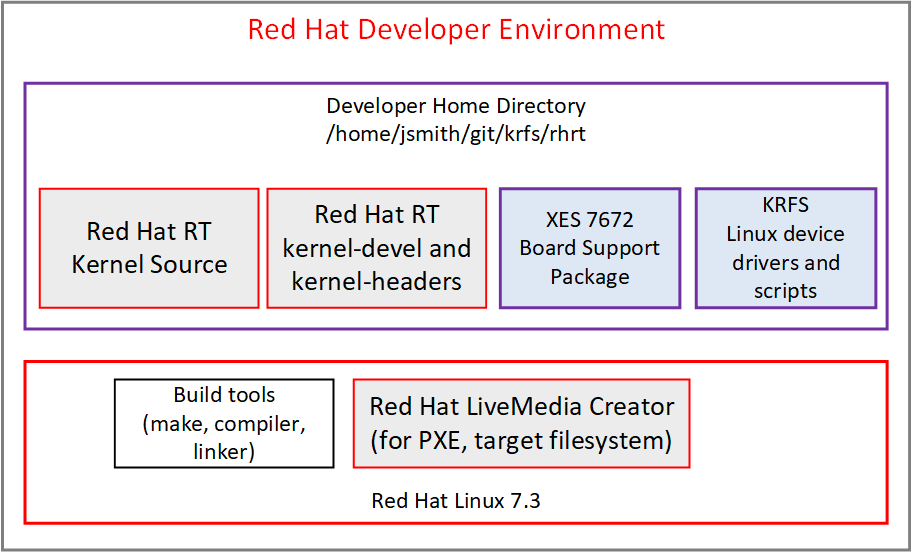 Red Hat Developer Environment
Developer Home Directory
/home/jsmith/git/krfs/rhrt
Red Hat RT
Kernel Source
Red Hat RT
kernel-devel and
kernel-headers
XES 7672
Board Support
Package
KRFS
Linux device
drivers and
scripts
Build tools
(make, compiler,
linker)
Red Hat LiveMedia Creator
(for PXE, target filesystem)
Red Hat Linux 7.3